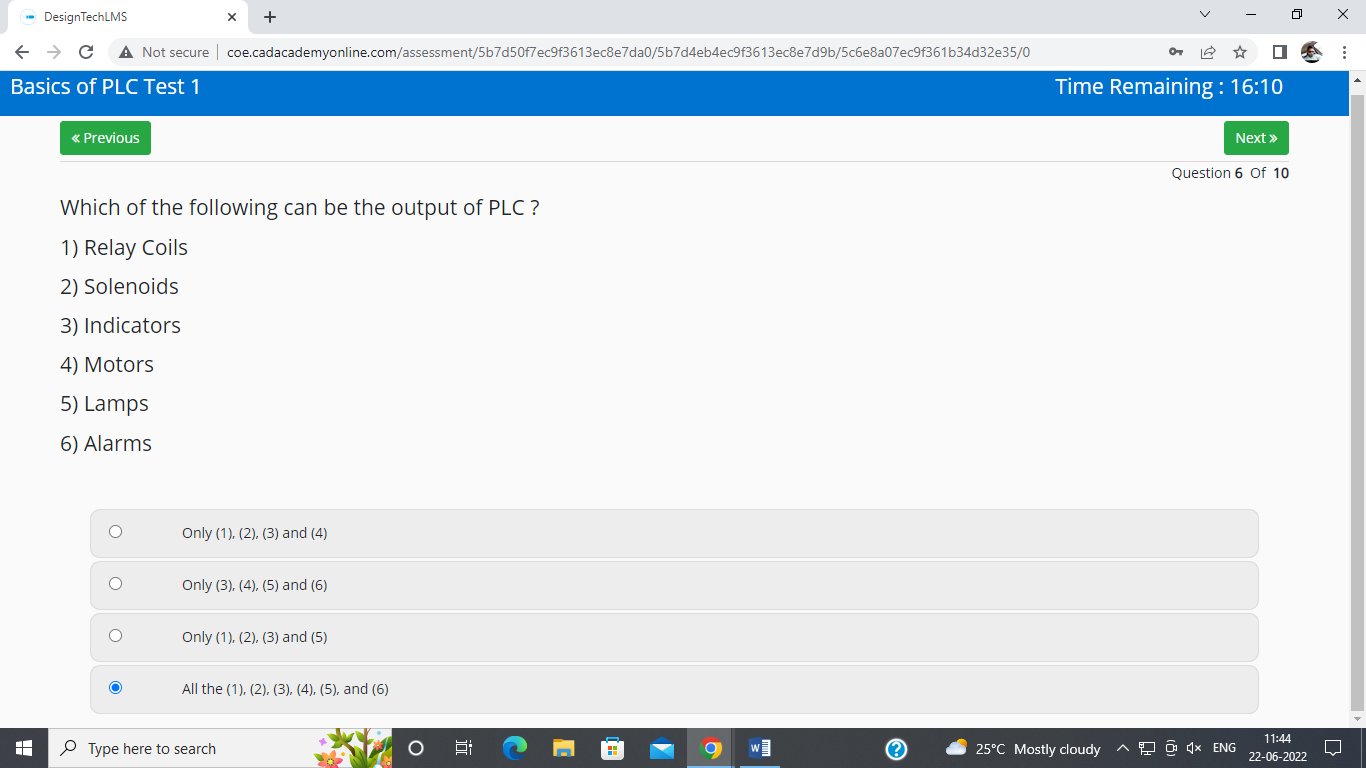 DesignTechLMS
Not secure | coe.cadacademyonline.com/assessment/5b7d50f7ec9f3613ec8e7da0/5b7d4eb4ec9f3613ec8e7d9b/5c6e8a07ec9f361b34d32e35/0
Basics of PLC Test 1 Time Remaining : 16:10
« Previous Next »
Question 6 Of 10
Which of the following can be the output of PLC ?
1) Relay Coils
2) Solenoids
3) Indicators
4) Motors
5) Lamps
6) Alarms
Only (1), (2), (3) and (4)
Only (3), (4), (5) and (6)
Only (1), (2), (3) and (5)
All the (1), (2), (3), (4), (5), and (6)
Type here to search 25°C Mostly cloudy ENG 11:44
22-06-2022